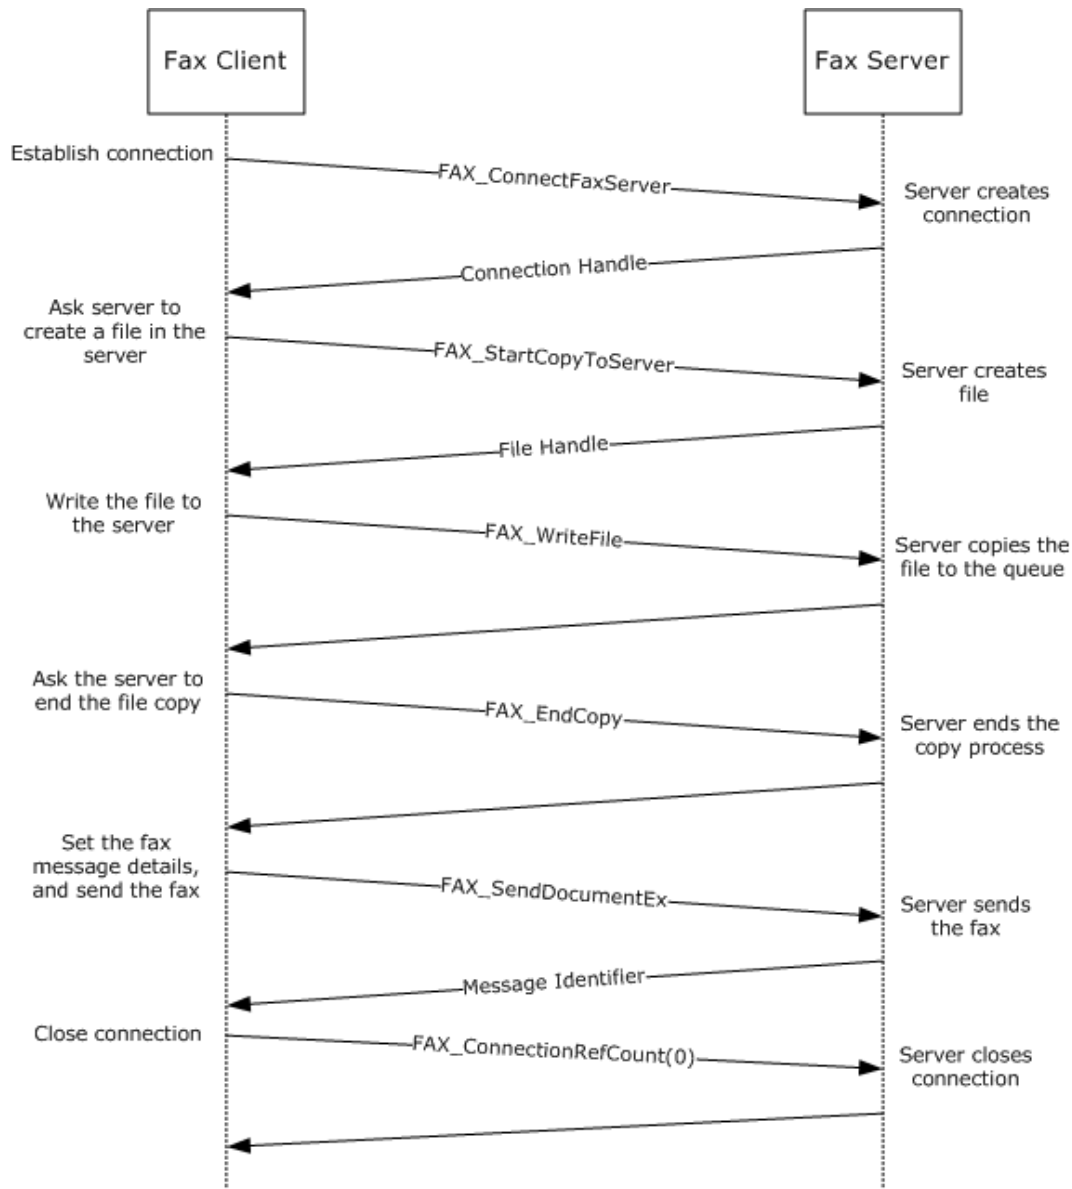 Fax Client
Fax Server
Establish connection
FAX_ConnectFaxServer
Server creates
connection
Connection Handle
Ask server to
create a file in the
server
FAX_StartCopyToServer
Server creates
file
File Handle
Write the file to
the server
FAX_WriteFile
Server copies the
file to the queue
Ask the server to
end the file copy
FAX_EndCopy
Server ends the
copy process
Set the fax
message details,
and send the fax
FAX_SendDocumentEx
Server sends
the fax
Message Identifier
Close connection
FAX_ConnectionRefCount(0)
Server closes
connection